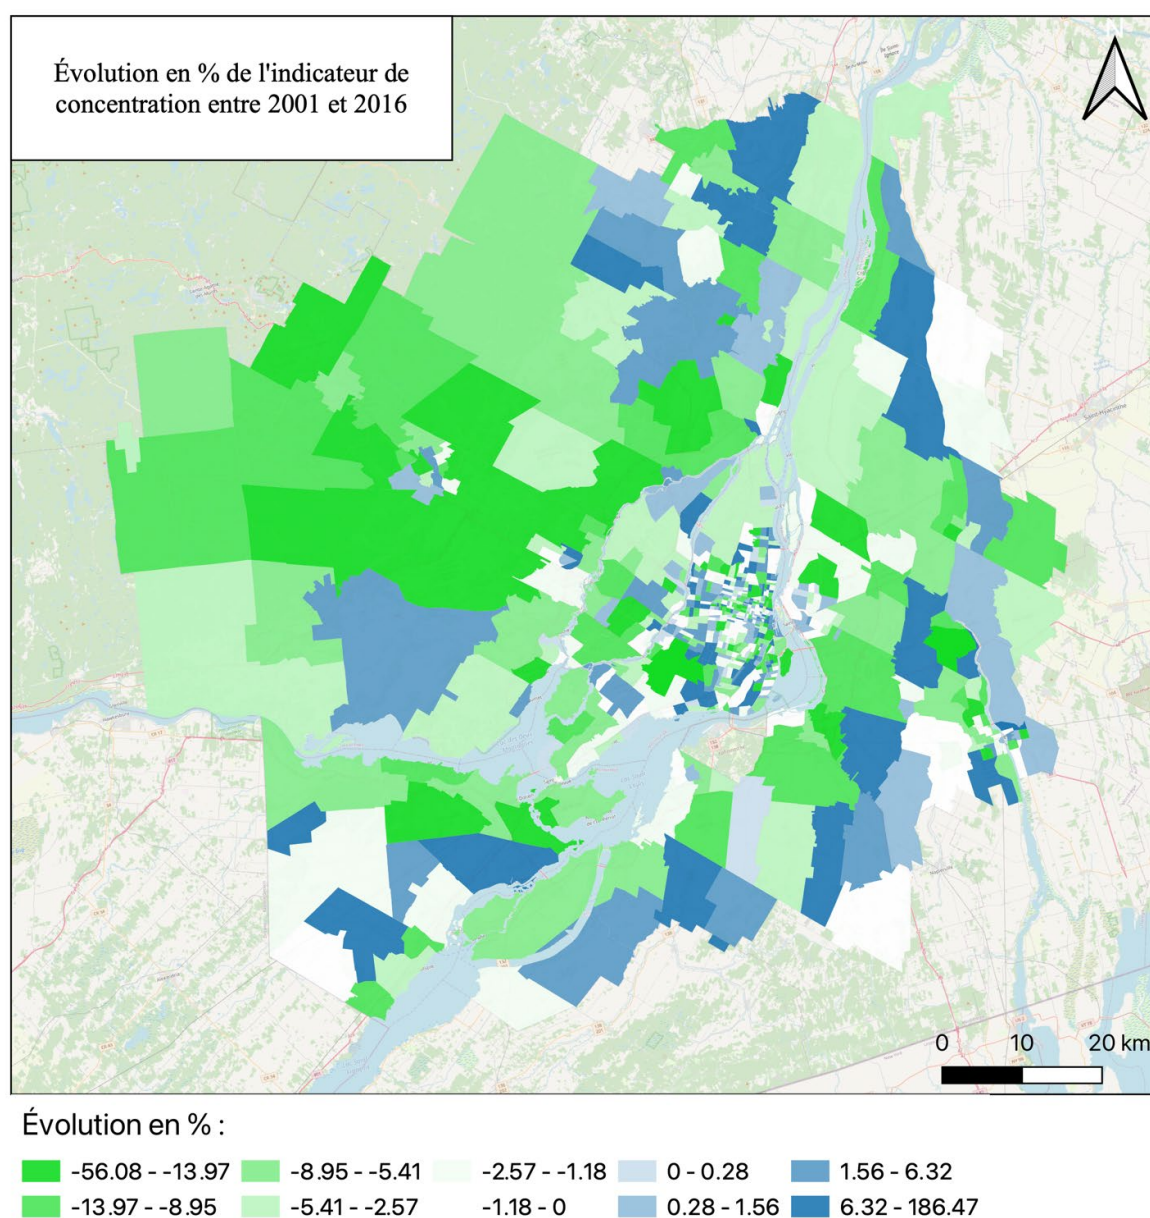 Évolution en % de l'indicateur de
concentration entre 2001 et 2016
N
Saint-Hyacinthe
0 10 20 km
Évolution en % :
-56.08 - -13.97 -8.95 - -5.41 -2.57 - -1.18 0 - 0.28 1.56 - 6.32
-13.97 - -8.95 -5.41 - -2.57 -1.18 - 0 0.28 - 1.56 6.32 - 186.47